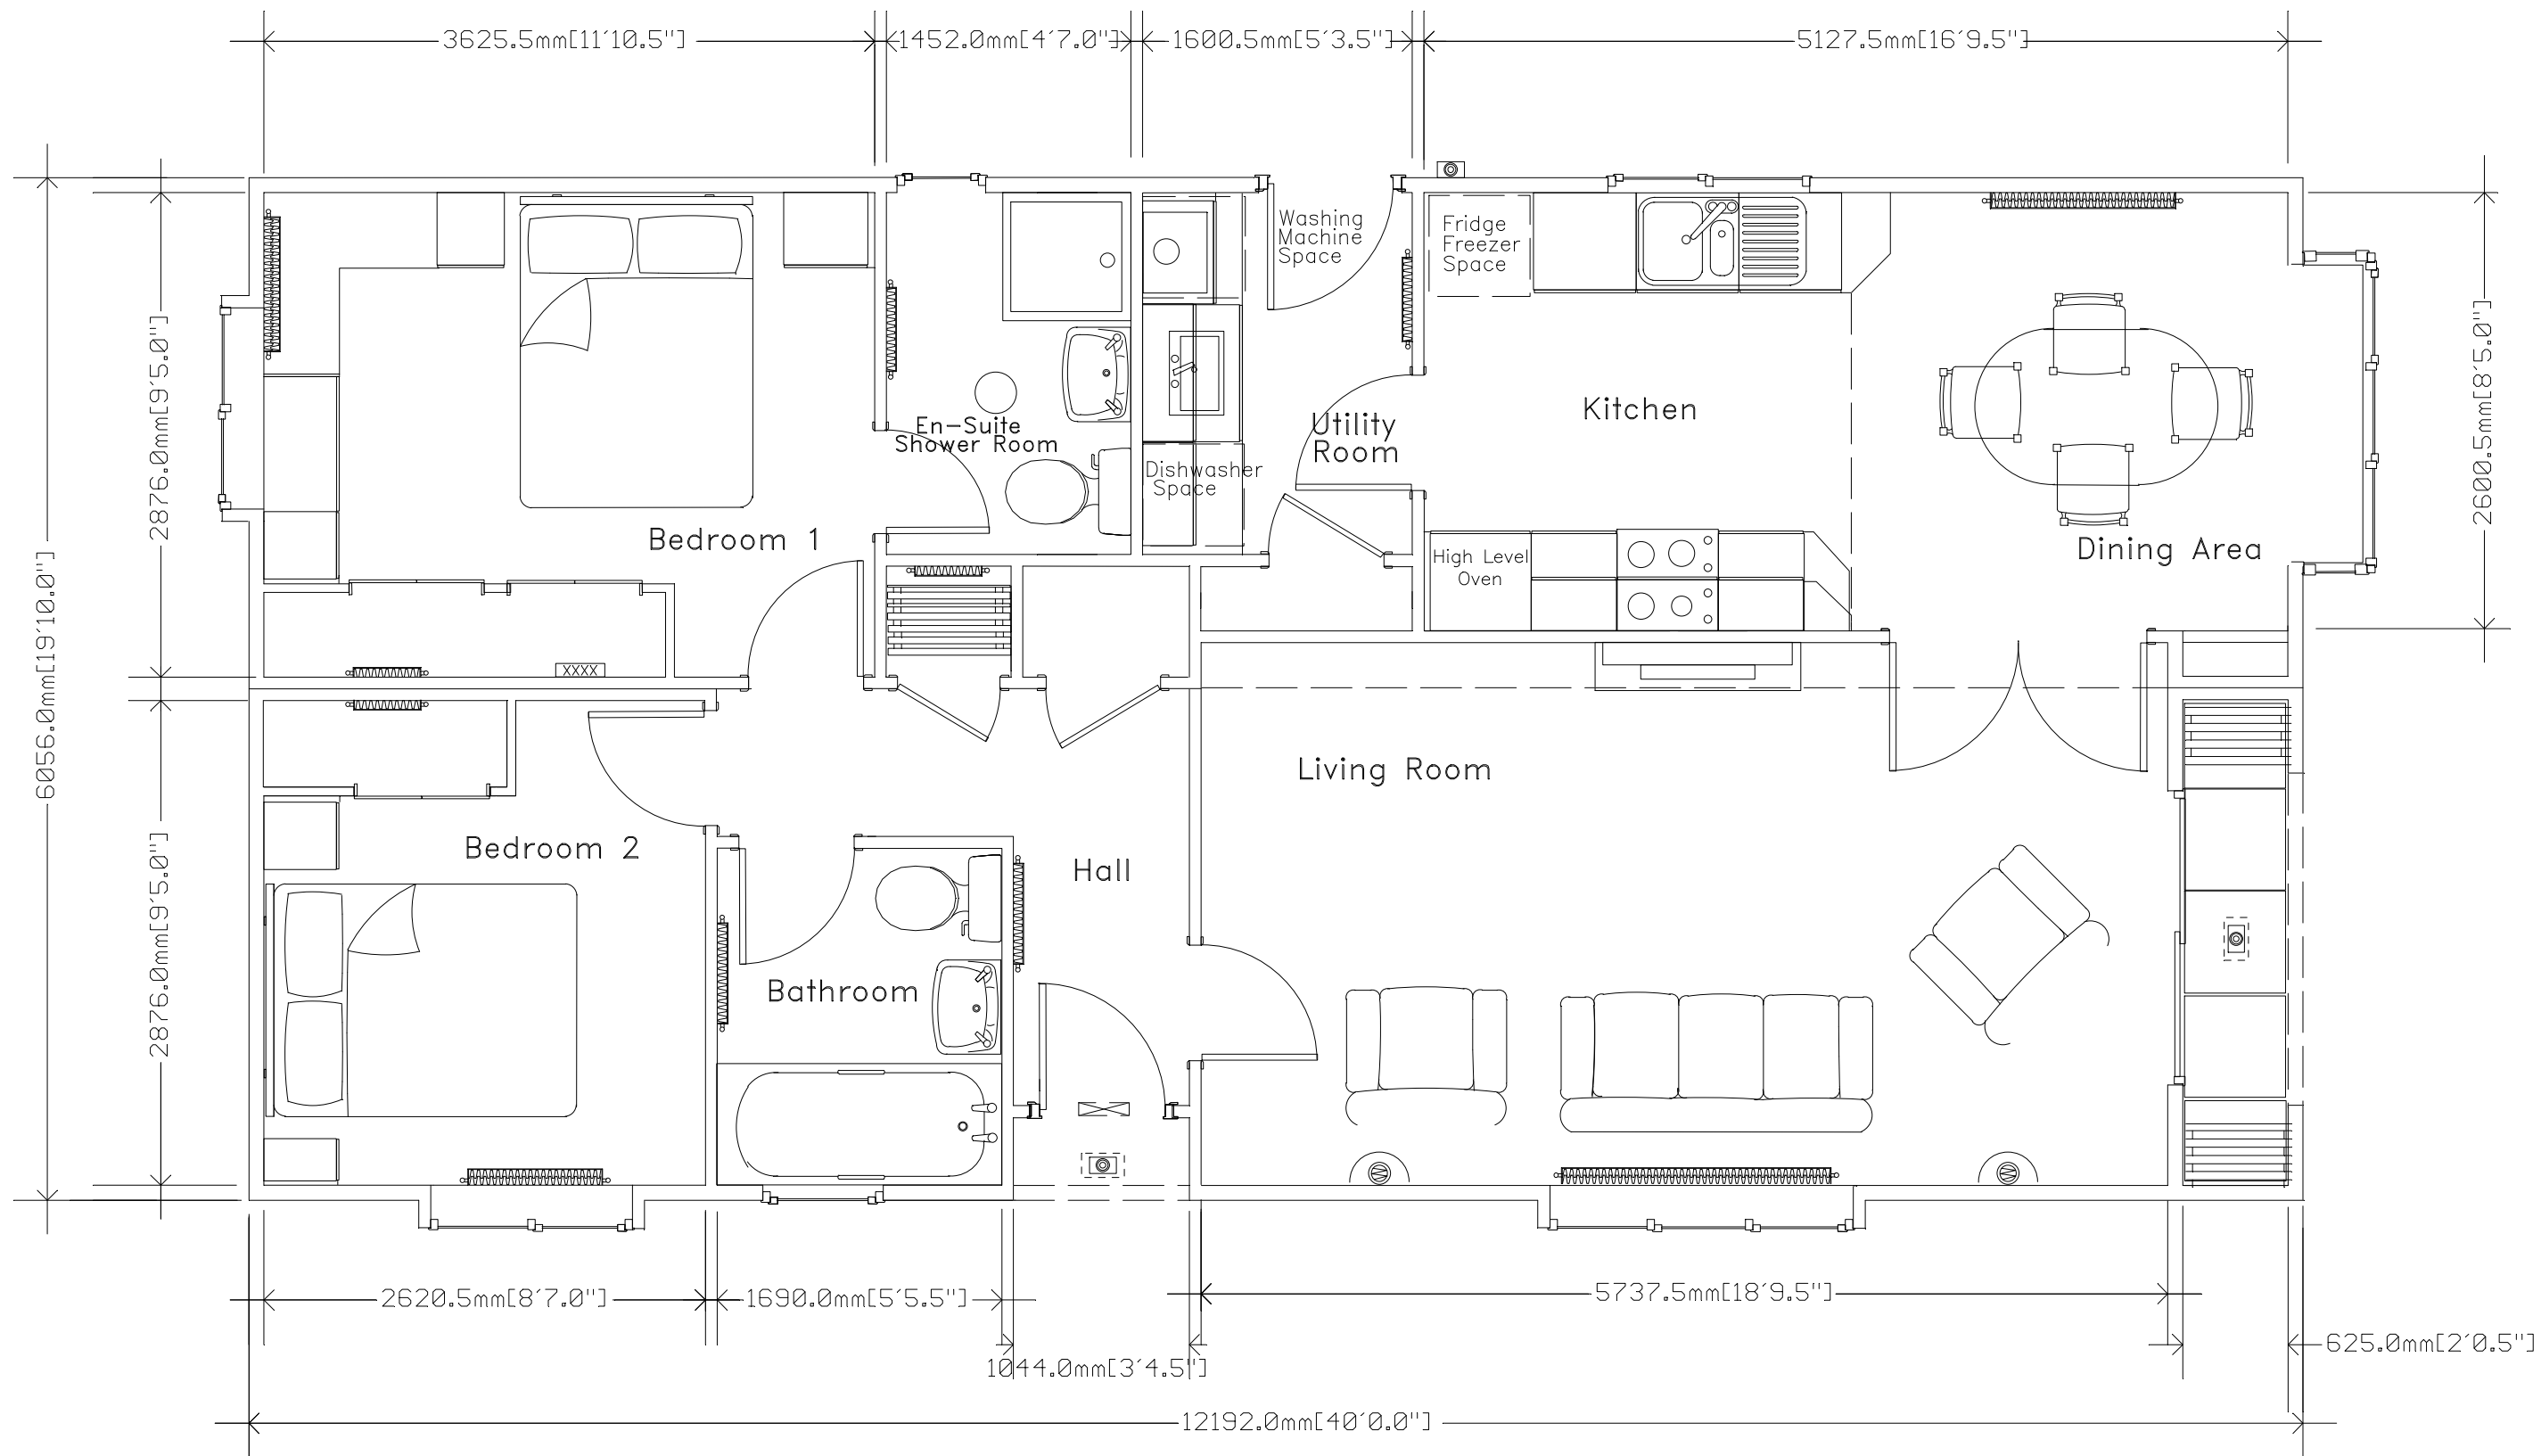 3625.5mm[11'10.5"]
1452.0mm[4'7.0"]
1600.5mm[5'3.5"]
5127.5mm[16'9.5"]
Washing
Machine
Space
Fridge
Freezer
Space
6056.0mm[19'10.0"]
2876.0mm[9'5.0"]
2600.5mm[8'5.0"]
En-Suite
Shower Room
Utility
Room
Kitchen
Dishwasher
Space
Bedroom 1
High Level
Oven
Dining Area
XXXX
Living Room
Bedroom 2
Hall
2876.0mm[9'5.0"]
Bathroom
2620.5mm[8'7.0"]
1690.0mm[5'5.5"]
5737.5mm[18'9.5"]
1044.0mm[3'4.5"]
625.0mm[2'0.5"]
12192.0mm[40'0.0"]